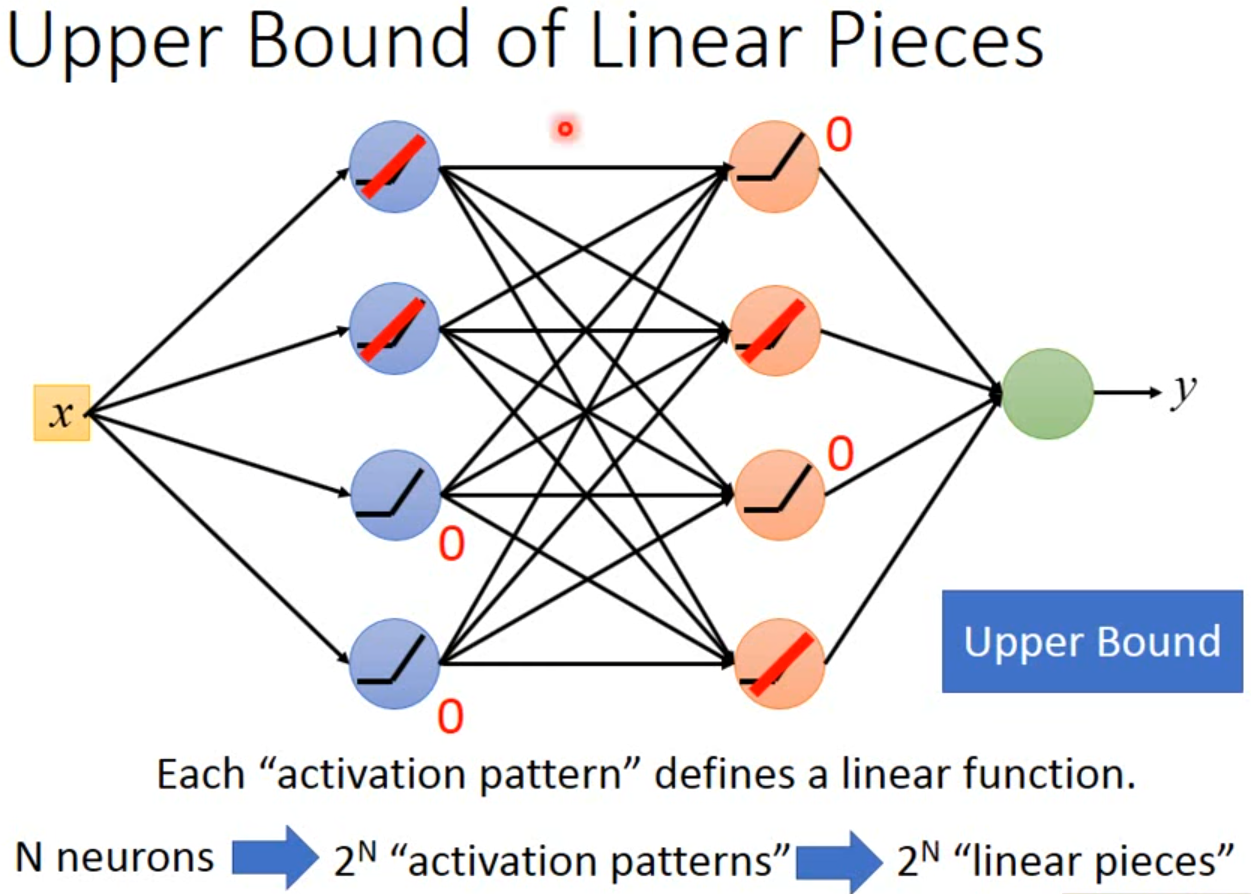 Upper Bound of Linear Pieces
0
x
0
y
0
Upper Bound
0
Each “activation pattern” defines a linear function.
N neurons 2^N “activation patterns” 2^N “linear pieces”